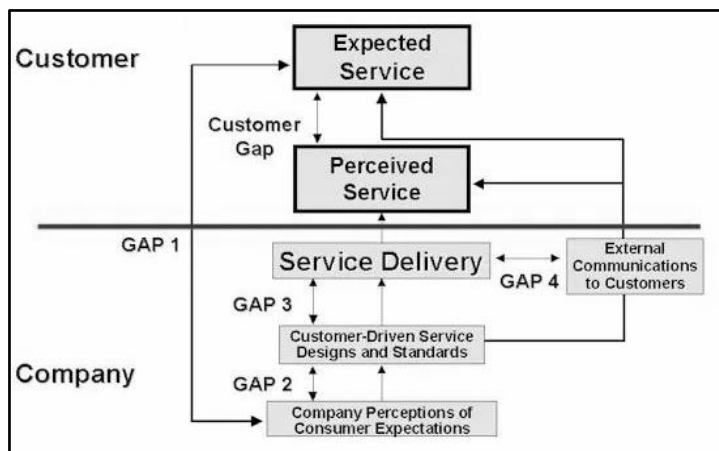 Customer
Expected
Service
Customer
Gap
Perceived
Service
GAP 1
Service Delivery
GAP 4
External
Communications
to Customers
GAP 3
Customer-Driven Service
Designs and Standards
Company
GAP 2
Company Perceptions of
Consumer Expectations